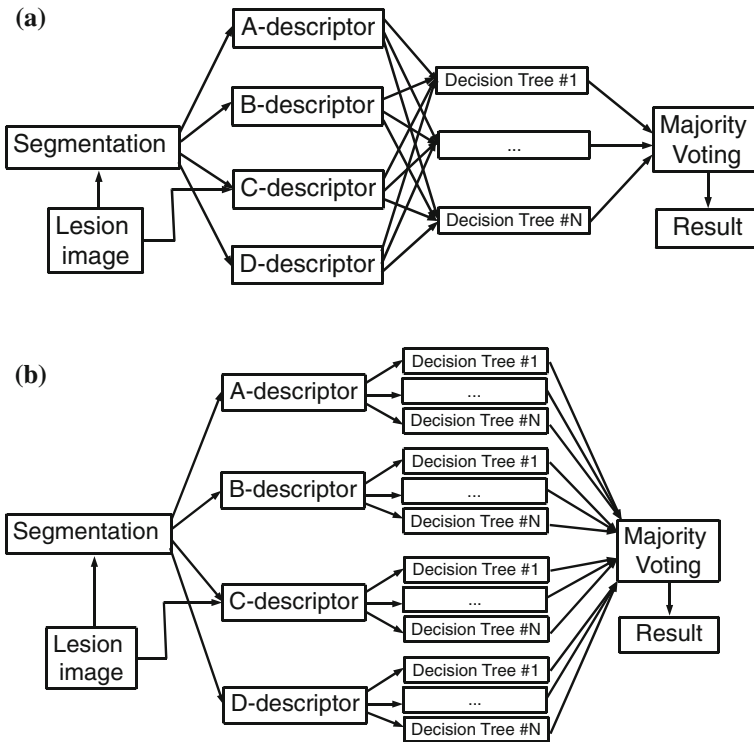 (a)
A-descriptor
B-descriptor
C-descriptor
D-descriptor
Segmentation
Lesion
image
Decision Tree #1
...
Decision Tree #N
Majority
Voting
Result
(b)
A-descriptor
B-descriptor
C-descriptor
D-descriptor
Segmentation
Lesion
image
Decision Tree #1
...
Decision Tree #N
Decision Tree #1
...
Decision Tree #N
Decision Tree #1
...
Decision Tree #N
Decision Tree #1
...
Decision Tree #N
Majority
Voting
Result